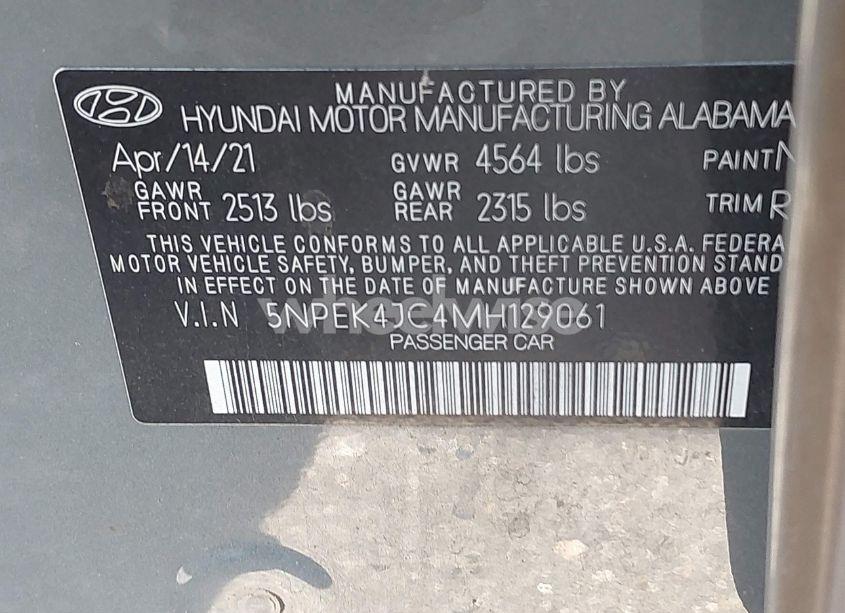 MANUFACTURED BY
HYUNDAI MOTOR MANUFACTURING ALABAMA
Apr/14/21 GVWR 4564 lbs PAINT
GAWR FRONT 2513 lbs GAWR REAR 2315 lbs TRIM R
THIS VEHICLE CONFORMS TO ALL APPLICABLE U.S.A. FEDERA
MOTOR VEHICLE SAFETY, BUMPER, AND THEFT PREVENTION STAND
IN EFFECT ON THE DATE OF MANUFACTURE SHOWN ABOVE.
V.I.N 5NPEK4JC4MH129061
PASSENGER CAR